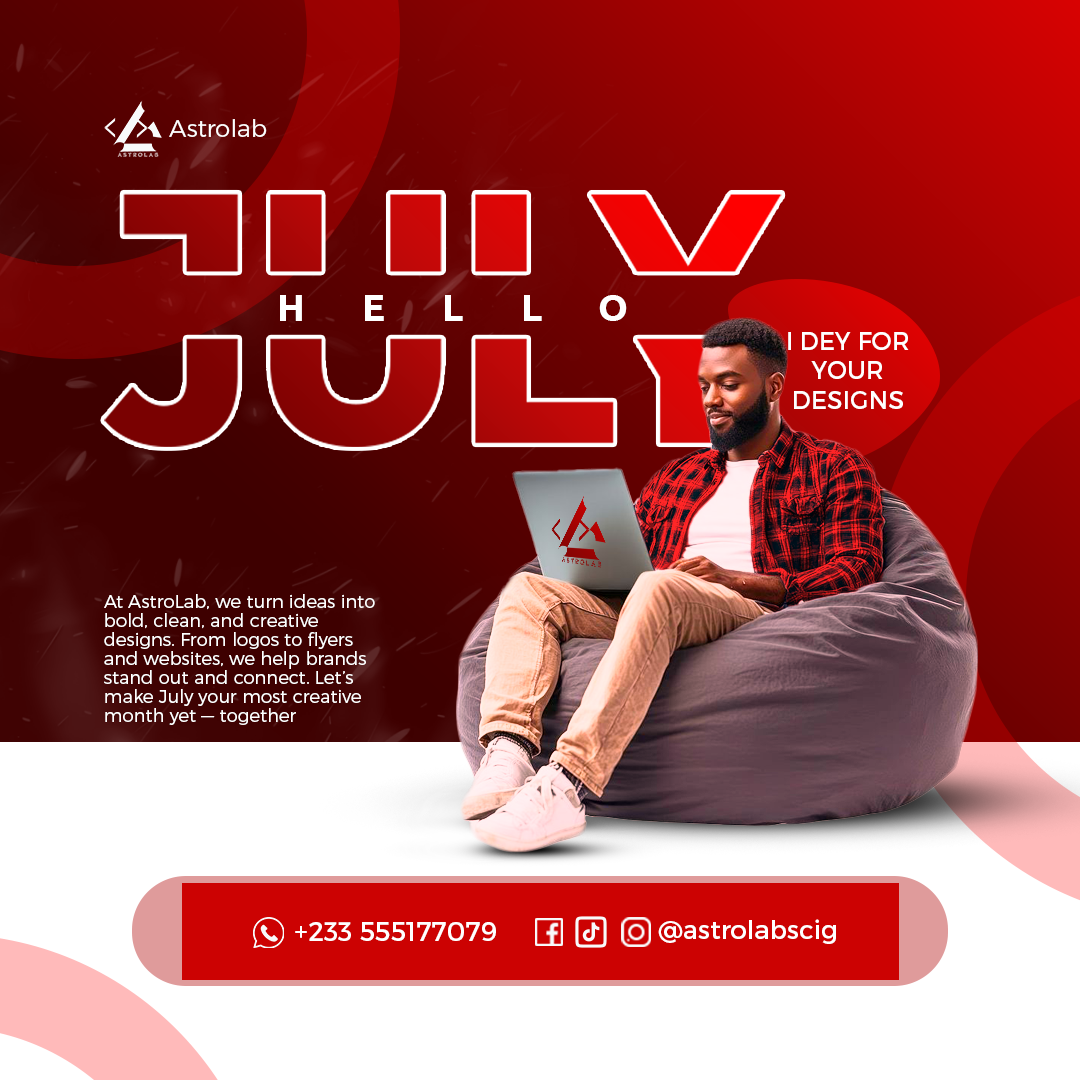 Astrolab
ASTROLAB
JULY
HELLO
I DEY FOR
YOUR
DESIGNS
ASTROLAB
At AstroLab, we turn ideas into
bold, clean, and creative
designs. From logos to flyers
and websites, we help brands
stand out and connect. Let's
make July your most creative
month yet — together
+233 555177079
@astrolabscig